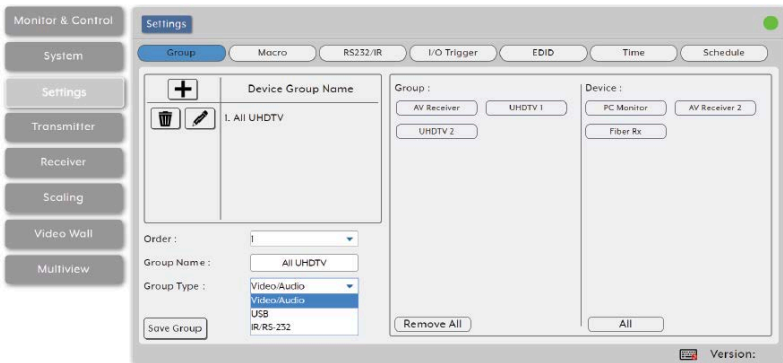 Monitor & Control
System
Settings
Transmitter
Receiver
Scaling
Video Wall
Multiview
Settings
Group
Macro
RS232/IR
I/O Trigger
EDID
Time
Schedule
Device Group Name
1. All UHDTV
Order :
1
Group Name :
All UHDTV
Group Type :
Video/Audio
Video/Audio
USB
IR/RS-232
Save Group
Group :
AV Receiver
UHDTV 1
UHDTV 2
Remove All
Device :
PC Monitor
AV Receiver 2
Fiber Rx
All
Version: